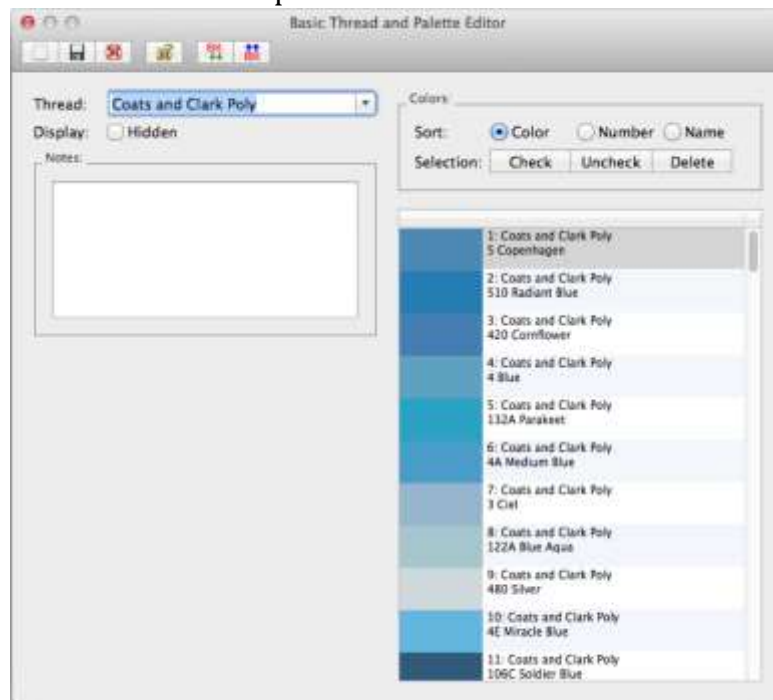 Basic Thread and Palette Editor
Thread: Coats and Clark Poly
Display: Hidden
Notes:
Colors
Sort: Color Number Name
Selection: Check Uncheck Delete
1: Coats and Clark Poly
5 Copenhagen
2: Coats and Clark Poly
510 Radiant Blue
3: Coats and Clark Poly
420 Cornflower
4: Coats and Clark Poly
4 Blue
5: Coats and Clark Poly
132A Parakeet
6: Coats and Clark Poly
4A Medium Blue
7: Coats and Clark Poly
3 Ciel
8: Coats and Clark Poly
122A Blue Aqua
9: Coats and Clark Poly
480 Silver
10: Coats and Clark Poly
4E Miracle Blue
11: Coats and Clark Poly
106C Soldier Blue